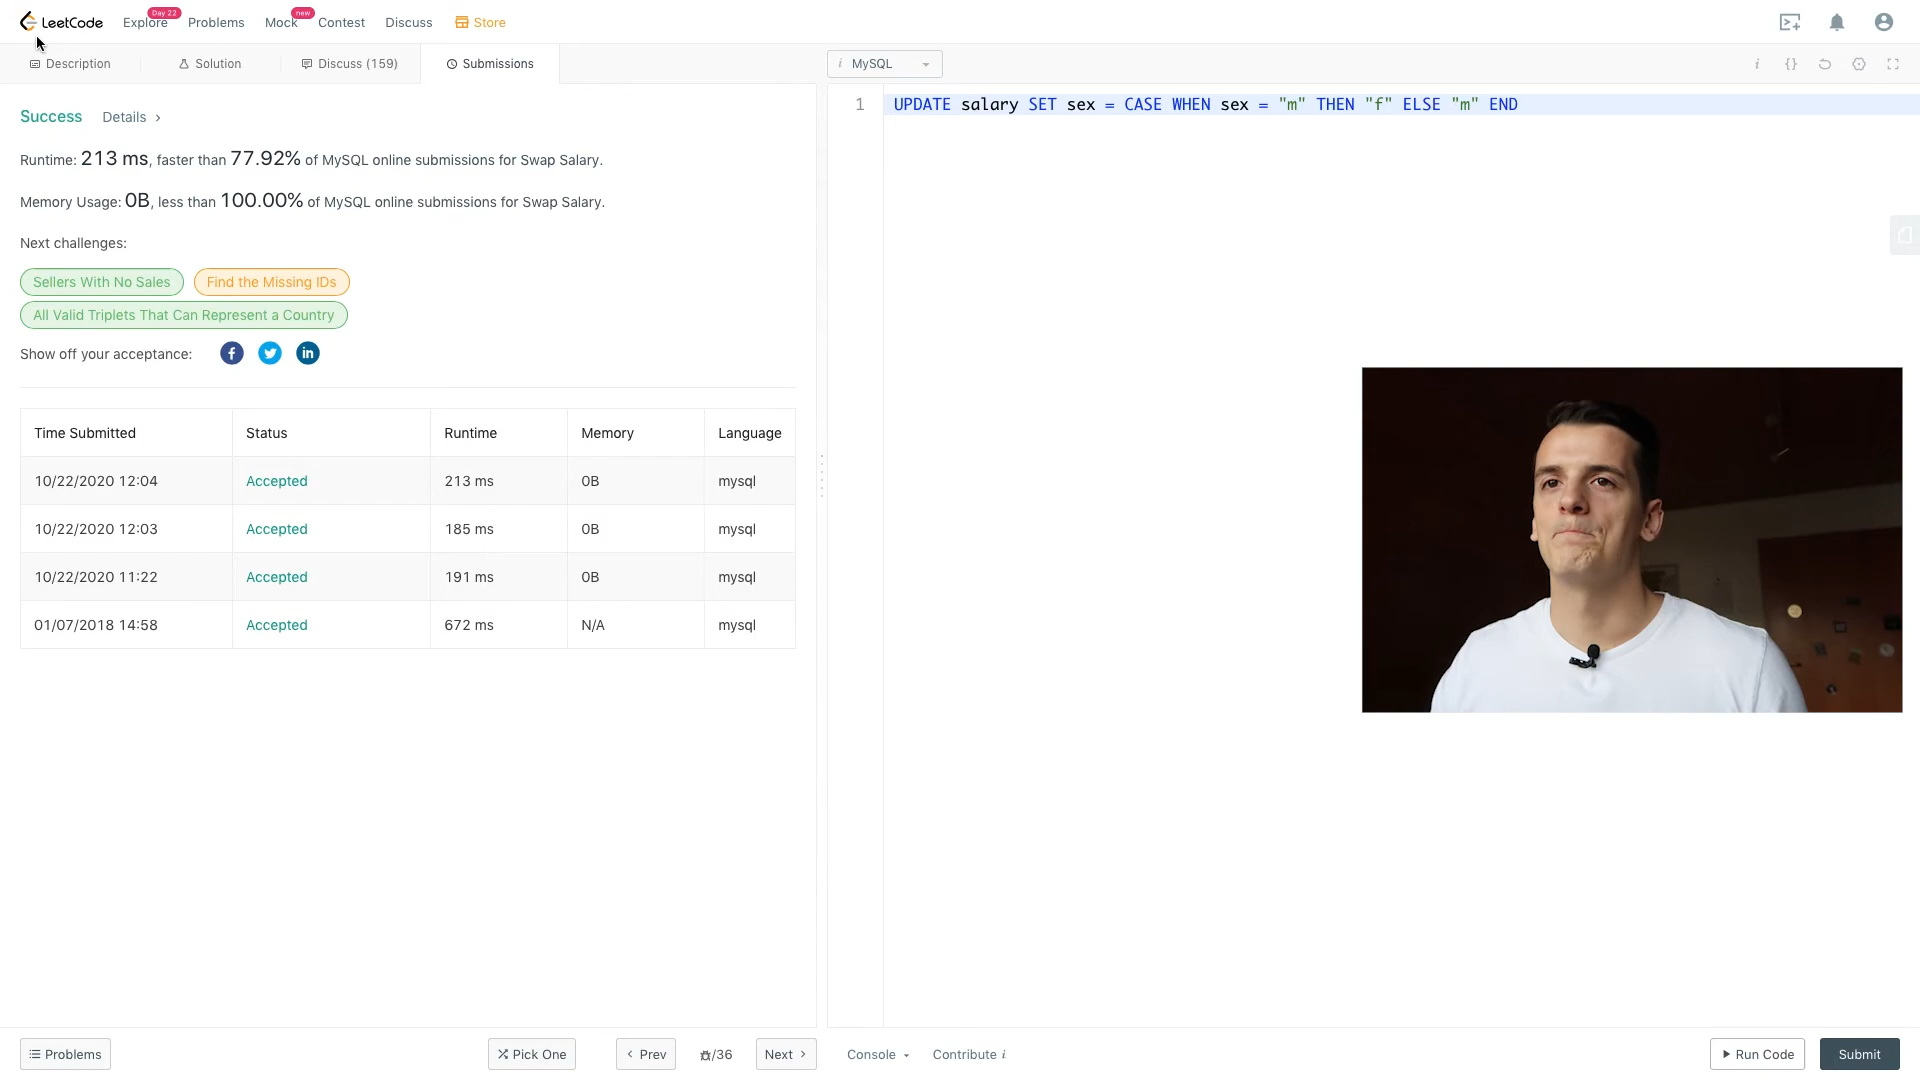 LeetCode
Explore
Day 22
Problems
Mock
new
Contest
Discuss
Store
Description
Solution
Discuss (159)
Submissions
i MySQL
i {}
Success
Details >
Runtime: 213 ms, faster than 77.92% of MySQL online submissions for Swap Salary.
Memory Usage: 0B, less than 100.00% of MySQL online submissions for Swap Salary.
Next challenges:
Sellers With No Sales
Find the Missing IDs
All Valid Triplets That Can Represent a Country
Show off your acceptance:
Time Submitted Status Runtime Memory Language
10/22/2020 12:04 Accepted 213 ms 0B mysql
10/22/2020 12:03 Accepted 185 ms 0B mysql
10/22/2020 11:22 Accepted 191 ms 0B mysql
01/07/2018 14:58 Accepted 672 ms N/A mysql
1 UPDATE salary SET sex = CASE WHEN sex = "m" THEN "f" ELSE "m" END
Problems
Pick One
< Prev
/36
Next >
Console
Contribute i
Run Code
Submit